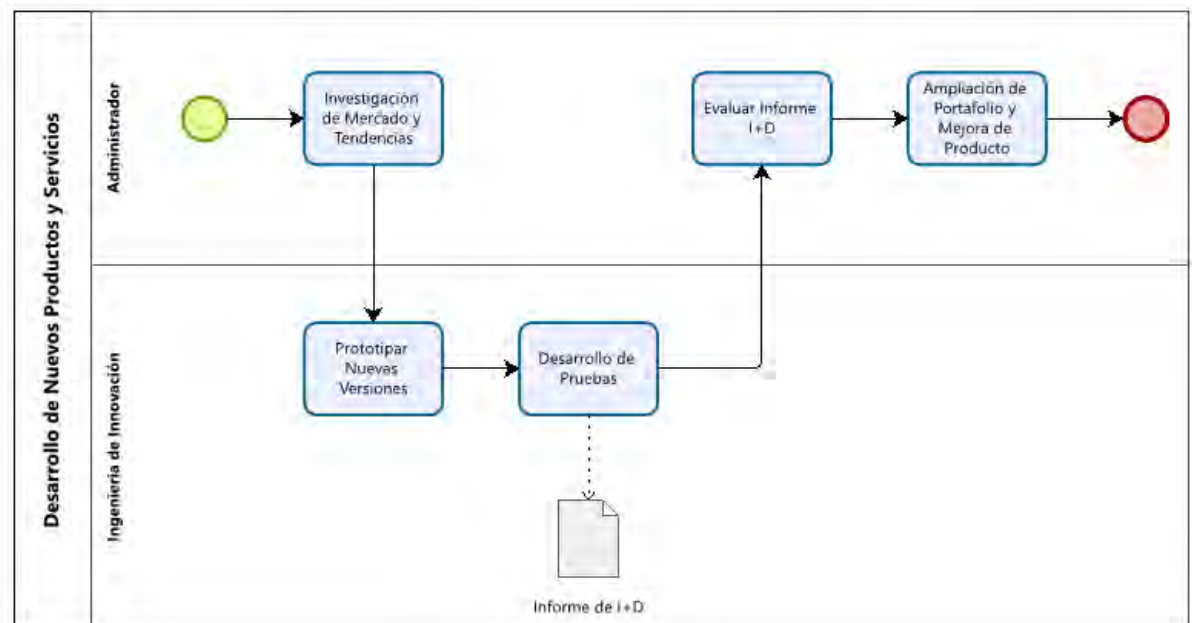 Desarrollo de Nuevos Productos y Servicios
Administrador
Investigación
de Mercado y
Tendencias
Evaluar Informe
I+D
Ampliación de
Portafolio y
Mejora de
Producto
Ingeniería de Innovación
Prototipar
Nuevas
Versiones
Desarrollo de
Pruebas
Informe de I+D